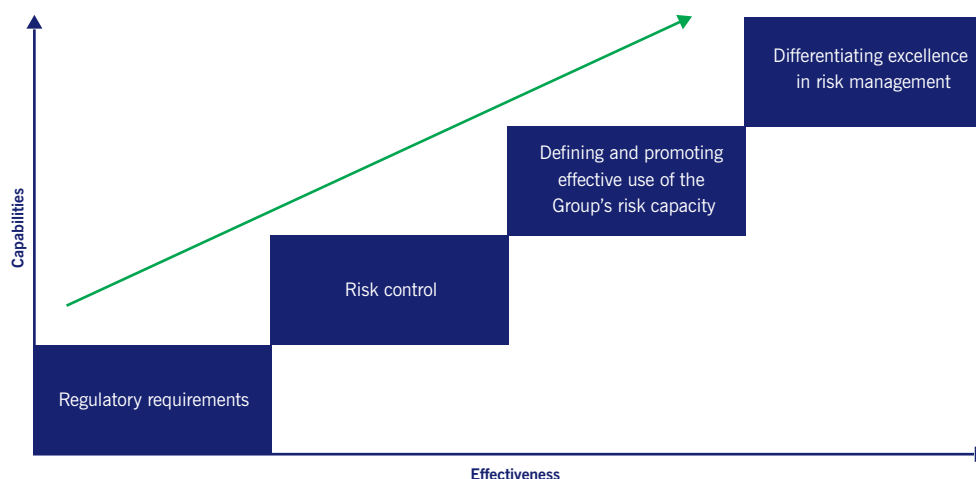 Differentiating excellence
in risk management
Defining and promoting
effective use of the
Group's risk capacity
Risk control
Regulatory requirements
Capabilities
Effectiveness